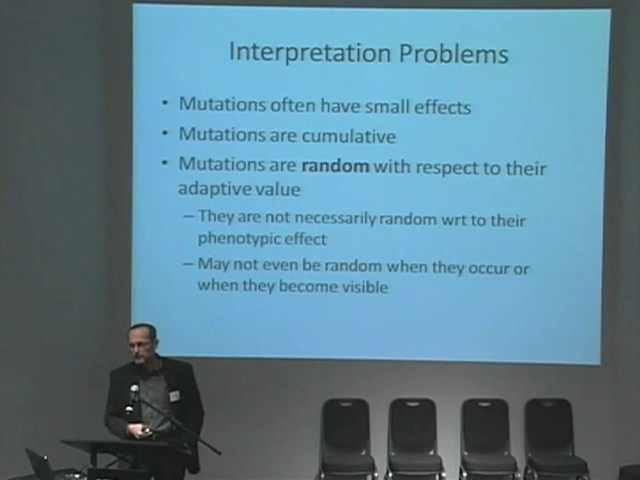 Interpretation Problems
• Mutations often have small effects
• Mutations are cumulative
• Mutations are random with respect to their
adaptive value
– They are not necessarily random wrt to their
phenotypic effect
– May not even be random when they occur or
when they become visible